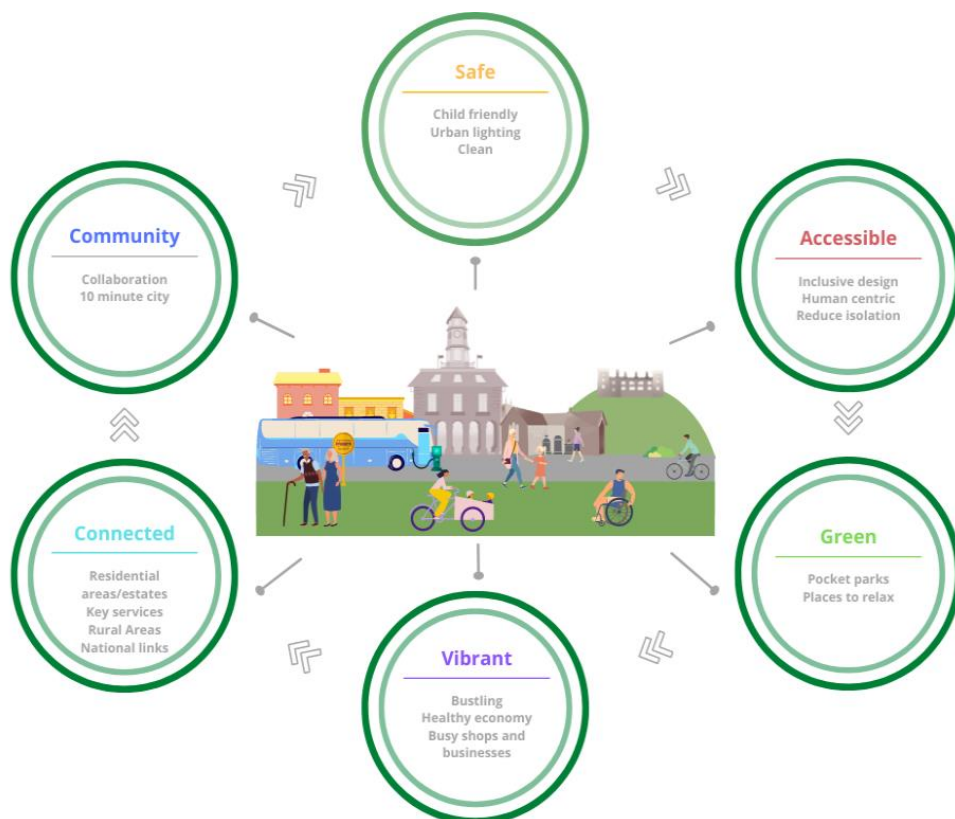 Safe
Child friendly
Urban lighting
Clean
Community
Collaboration
10 minute city
Accessible
Inclusive design
Human centric
Reduce isolation
Connected
Residential
areas/estates
Key services
Rural Areas
National links
Green
Pocket parks
Places to relax
Vibrant
Bustling
Healthy economy
Busy shops and
businesses